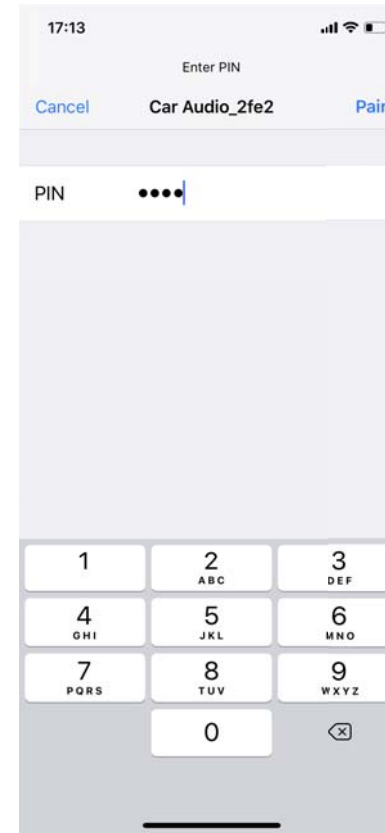 17:13
Enter PIN
Cancel Car Audio_2fe2 Pair
PIN ••••
1 2 3
ABC DEF
4 5 6
GHI JKL MNO
7 8 9
PQRS TUV WXYZ
0